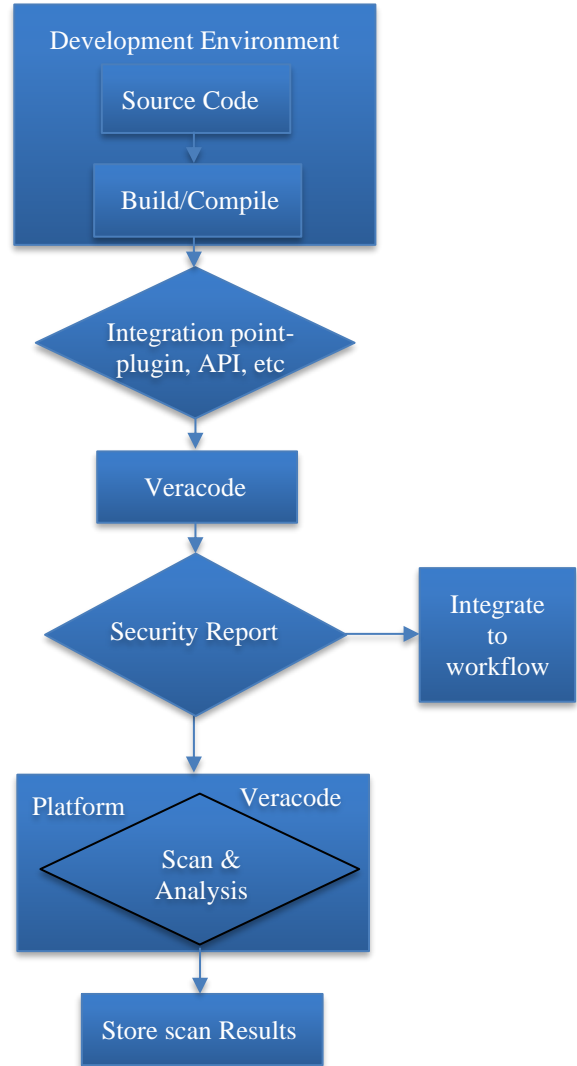 Development Environment
Source Code
Build/Compile
Integration point-
plugin, API, etc
Veracode
Security Report
Integrate
to
workflow
Platform
Veracode
Scan &
Analysis
Store scan Results